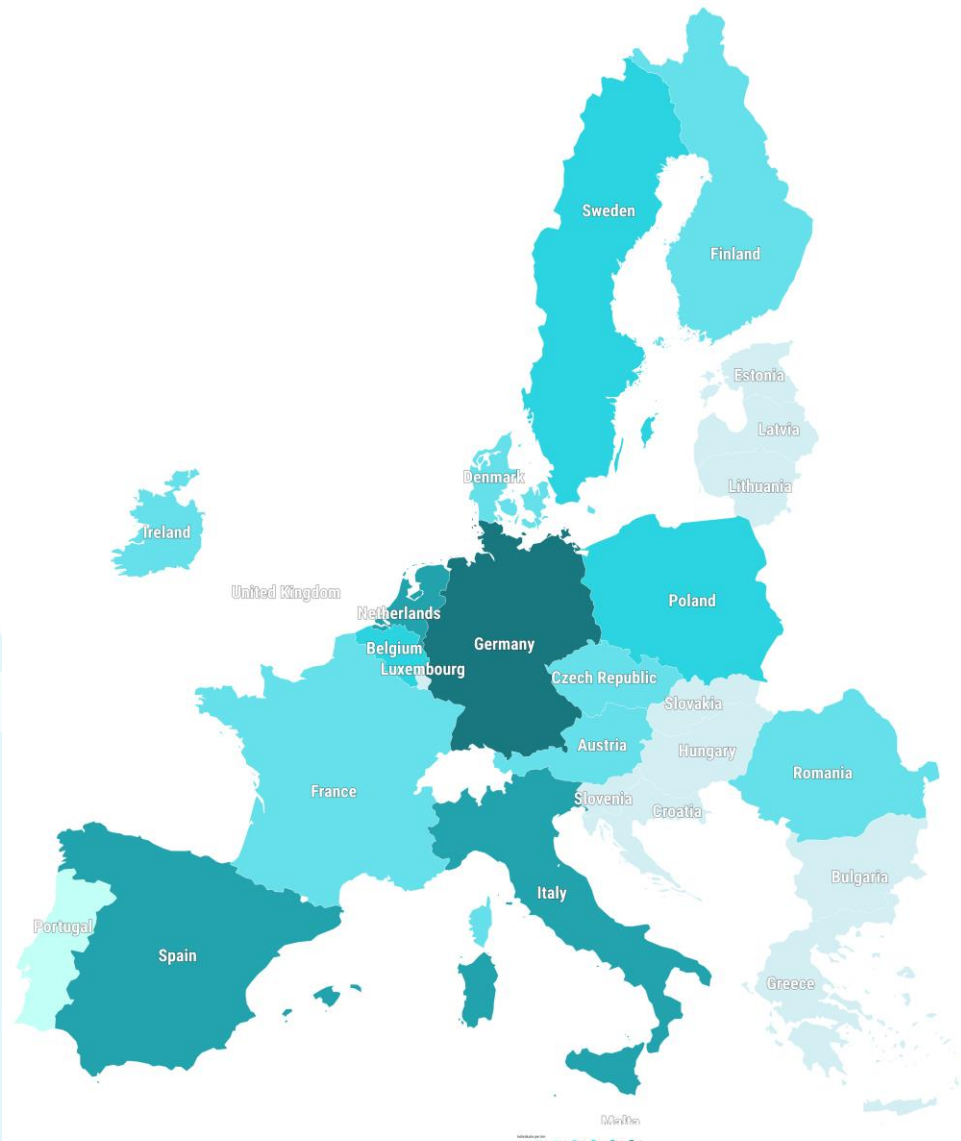 Sweden
Finland
Estonia
Latvia
Denmark
Lithuania
Ireland
United Kingdom
Poland
Netherlands
Germany
Belgium
Luxembourg
Czech Republic
Slovakia
Austria
Hungary
Romania
France
Slovenia
Croatia
Bulgaria
Italy
Portugal
Spain
Greece
Malta